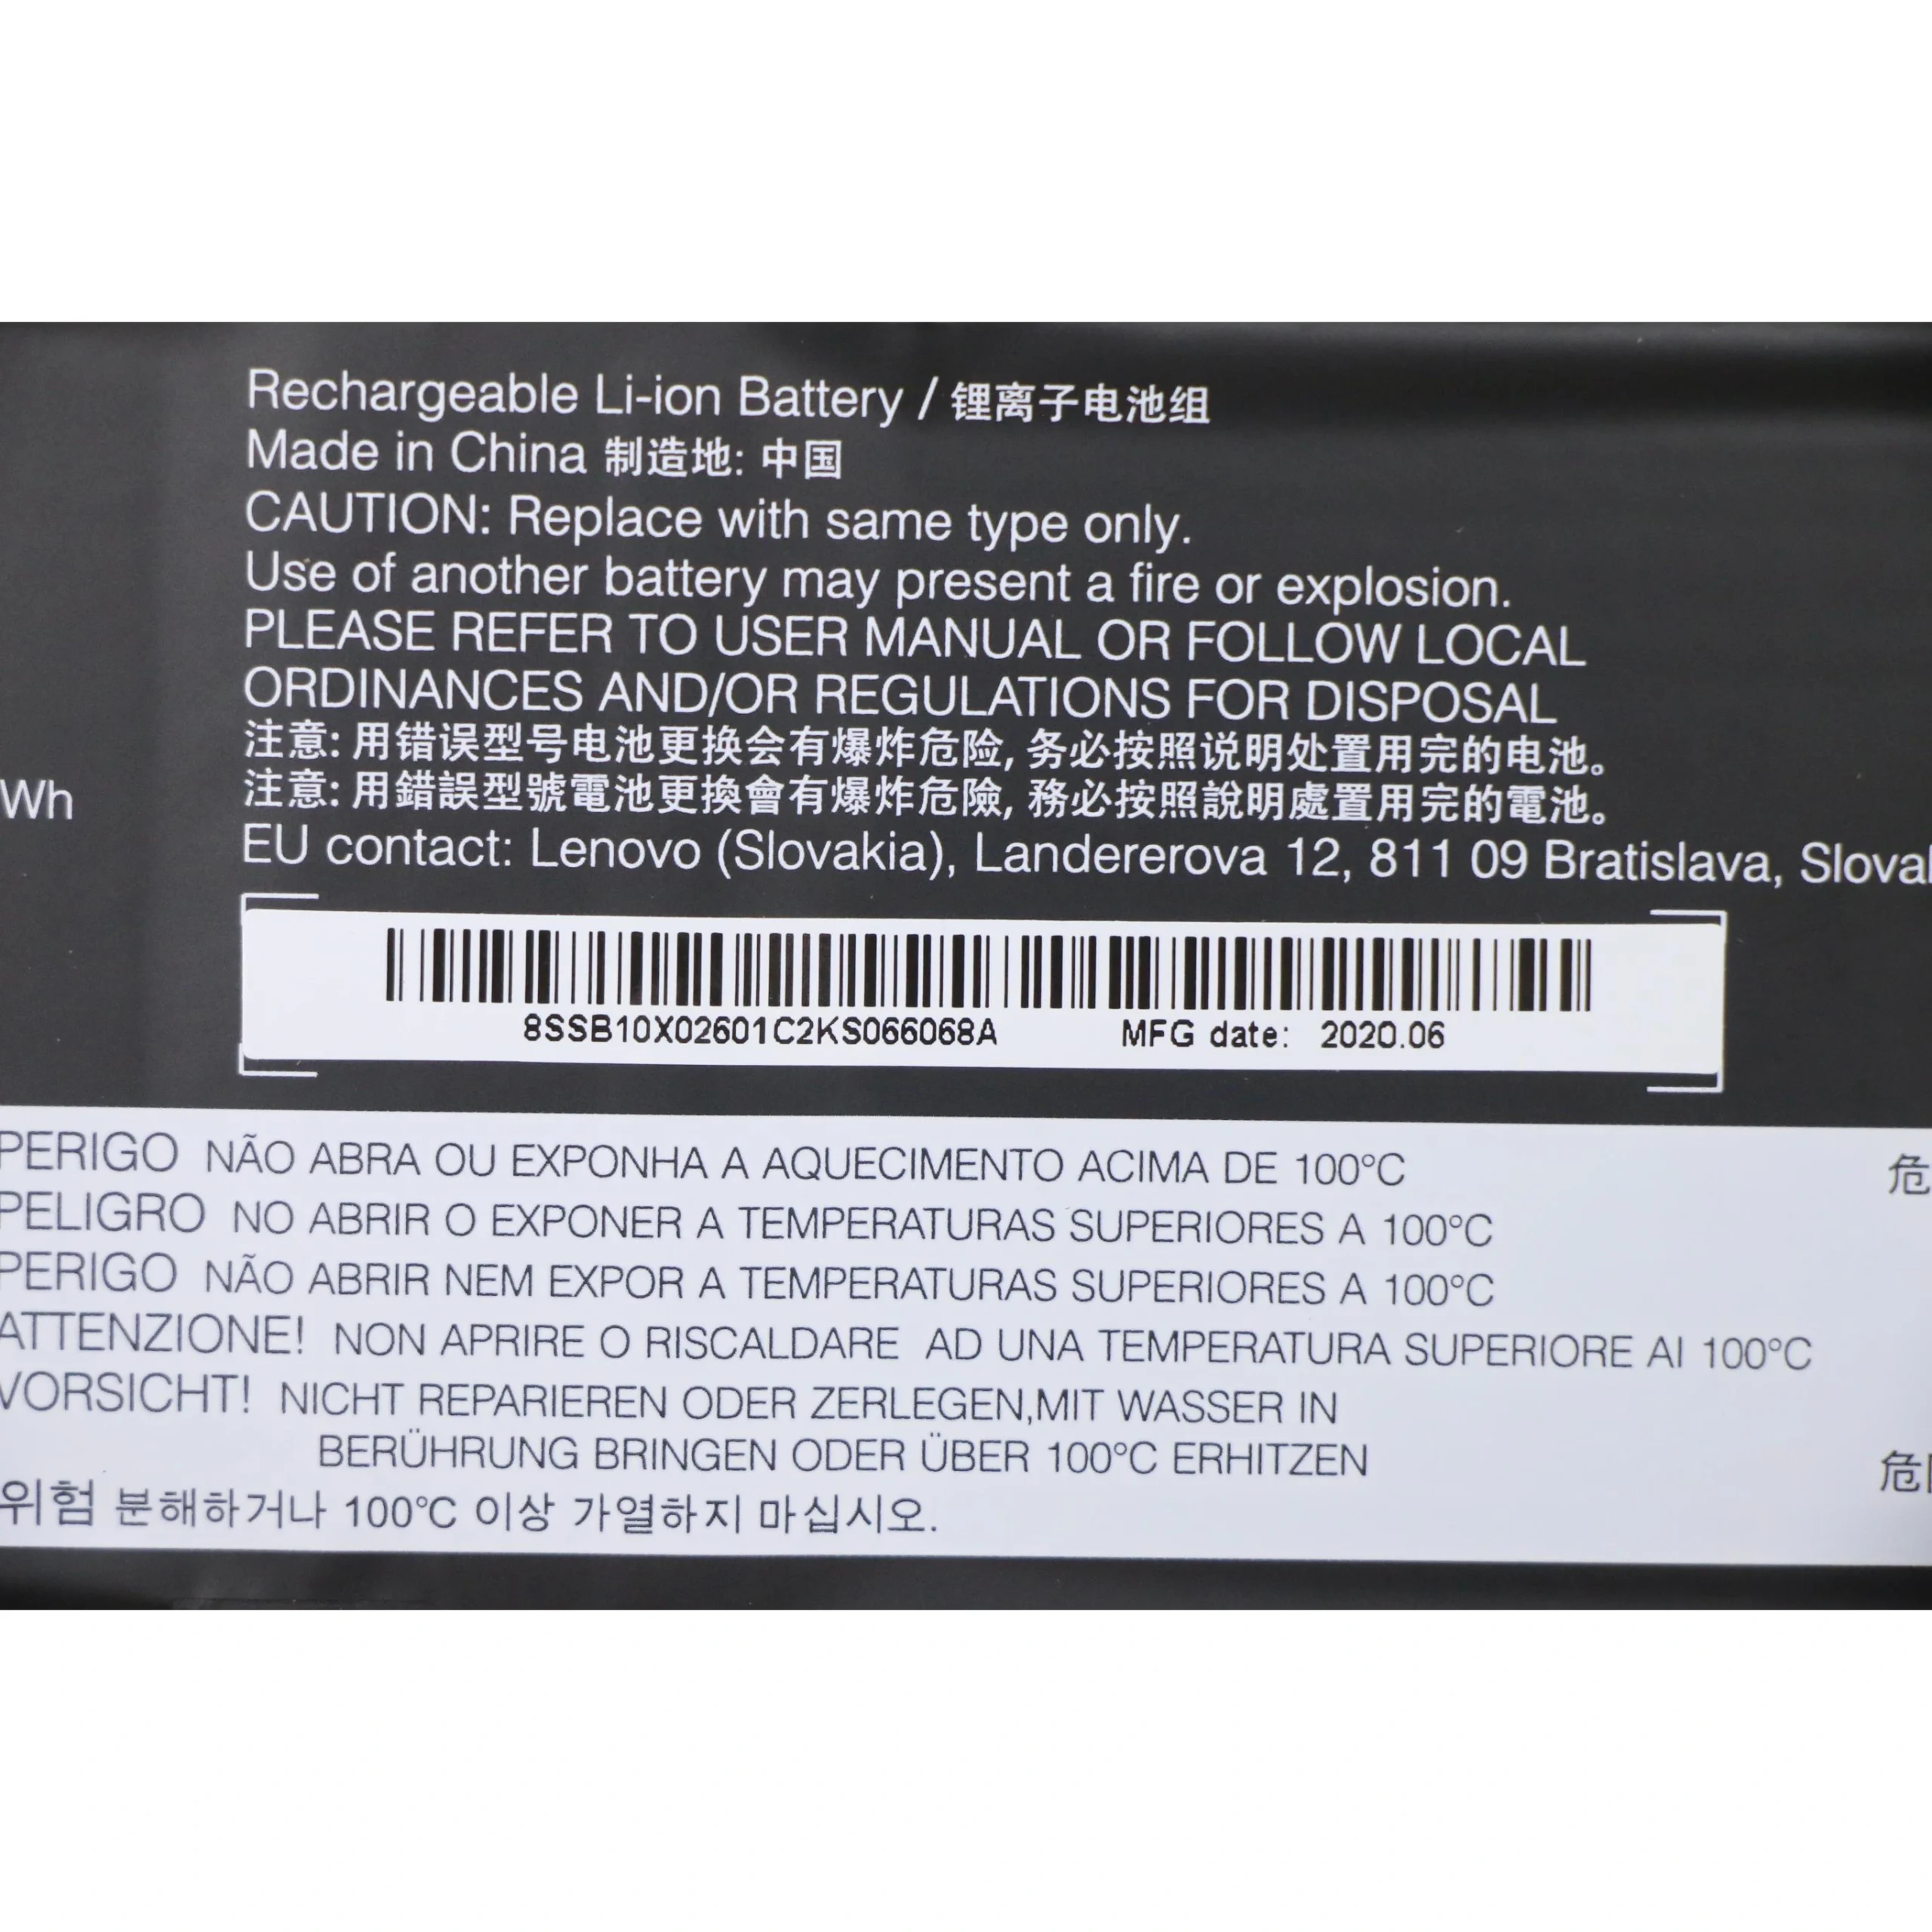 Rechargeable Li-ion Battery / 锂离子电池组
Made in China 制造地: 中国
CAUTION: Replace with same type only.
Use of another battery may present a fire or explosion.
PLEASE REFER TO USER MANUAL OR FOLLOW LOCAL
ORDINANCES AND/OR REGULATIONS FOR DISPOSAL
注意: 用错误型号电池更换会有爆炸危险, 务必按照说明处置用完的电池。
注意: 用錯誤型號電池更換會有爆炸危險, 務必按照說明處置用完的電池。
Wh
EU contact: Lenovo (Slovakia), Landererova 12, 811 09 Bratislava, Slova
8SSB10X02601C2KS066068A MFG date: 2020.06
PERIGO NÃO ABRA OU EXPONHA A AQUECIMENTO ACIMA DE 100°C
危
PELIGRO NO ABRIR O EXPONER A TEMPERATURAS SUPERIORES A 100°C
PERIGO NÃO ABRIR NEM EXPOR A TEMPERATURAS SUPERIORES A 100°C
ATTENZIONE! NON APRIRE O RISCALDARE AD UNA TEMPERATURA SUPERIORE AI 100°C
VORSICHT! NICHT REPARIEREN ODER ZERLEGEN,MIT WASSER IN
BERÜHRUNG BRINGEN ODER ÜBER 100°C ERHITZEN
危
위험 분해하거나 100℃ 이상 가열하지 마십시오.